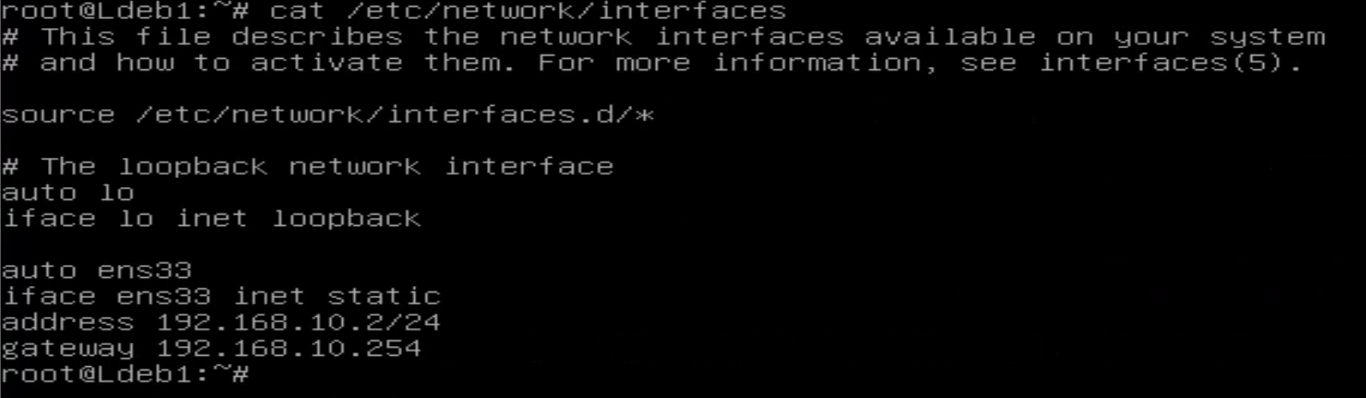 root@Ldeb1:~# cat /etc/network/interfaces
# This file describes the network interfaces available on your system
# and how to activate them. For more information, see interfaces(5).
source /etc/network/interfaces.d/*
# The loopback network interface
auto lo
iface lo inet loopback
auto ens33
iface ens33 inet static
address 192.168.10.2/24
gateway 192.168.10.254
root@Ldeb1:~#